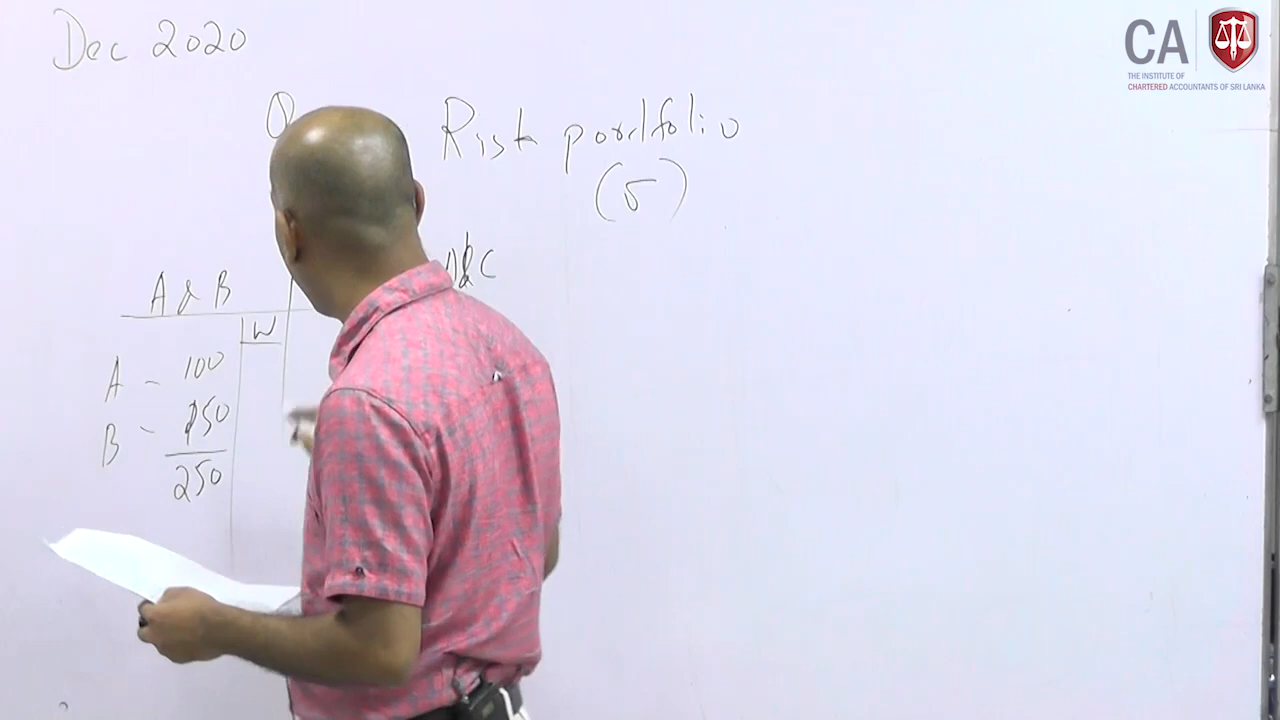 Dec 2020
CA
THE INSTITUTE OF
CHARTERED ACCOUNTANTS OF SRI LANKA
Q
Risk portfolio
(σ)
A & B
& C
W
A - 100
B - 150
250